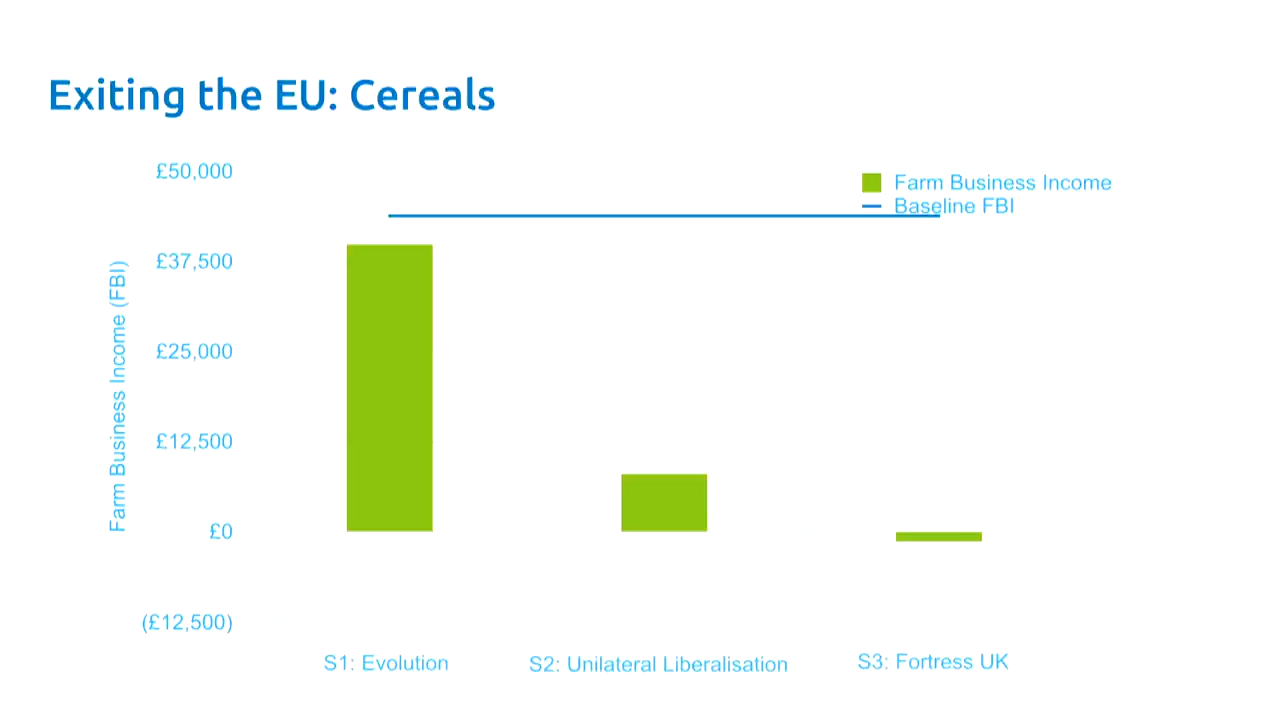 Exiting the EU: Cereals
£50,000
£37,500
£25,000
£12,500
£0
(£12,500)
Farm Business Income (FBI)
Farm Business Income
Baseline FBI
S1: Evolution
S2: Unilateral Liberalisation
S3: Fortress UK